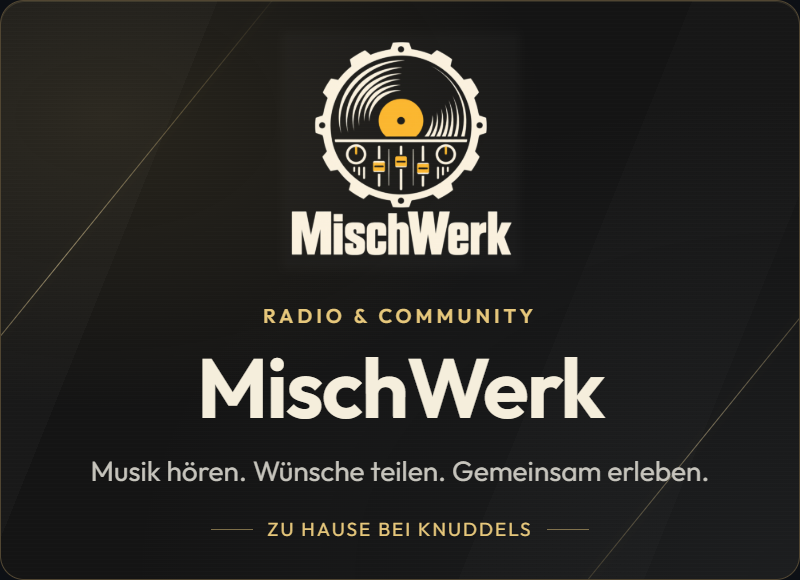 MischWerk
RADIO & COMMUNITY
MischWerk
Musik hören. Wünsche teilen. Gemeinsam erleben.
ZU HAUSE BEI KNUDDELS